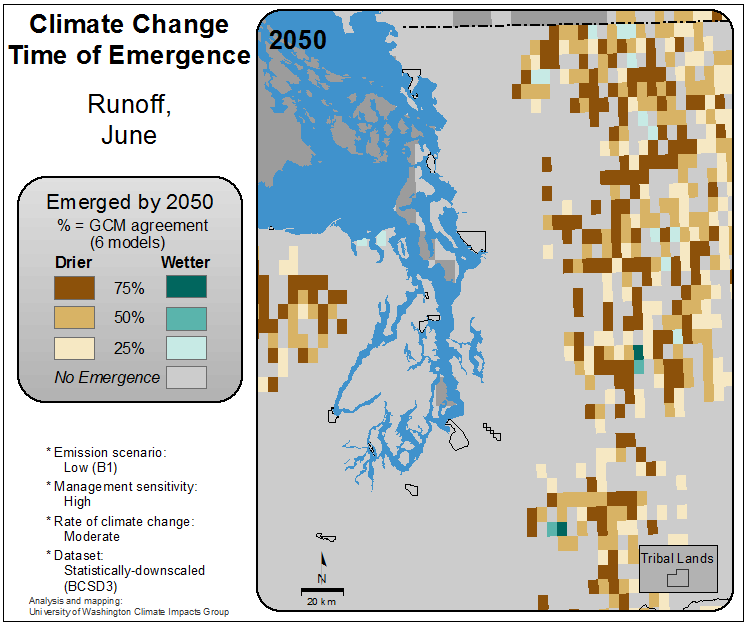 Climate Change
Time of Emergence
Runoff,
June
Emerged by 2050
% = GCM agreement
(6 models)
Drier Wetter
75%
50%
25%
No Emergence
* Emission scenario:
Low (B1)
* Management sensitivity:
High
* Rate of climate change:
Moderate
* Dataset:
Statistically-downscaled
(BCSD3)
Analysis and mapping:
University of Washington Climate Impacts Group
2050
N
20 km
Tribal Lands